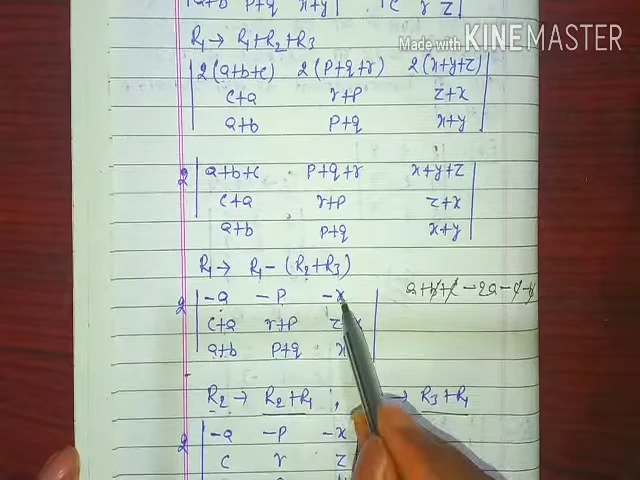 a+b p+q x+y
R₁ → R₁+R₂+R₃
Made with KINEMASTER
2(a+b+c) 2(p+q+r) 2(x+y+z)
c+a r+p z+x
a+b p+q x+y
2 a+b+c p+q+r x+y+z
c+a r+p z+x
a+b p+q x+y
R₁ → R₁ - (R₂+R₃)
2 -a -p -x
a+b+c-2a-b-c
c+a r+p z
a+b p+q x
R₂ → R₂+R₁ , → R₃+R₁
2 -a -p -x
c r z